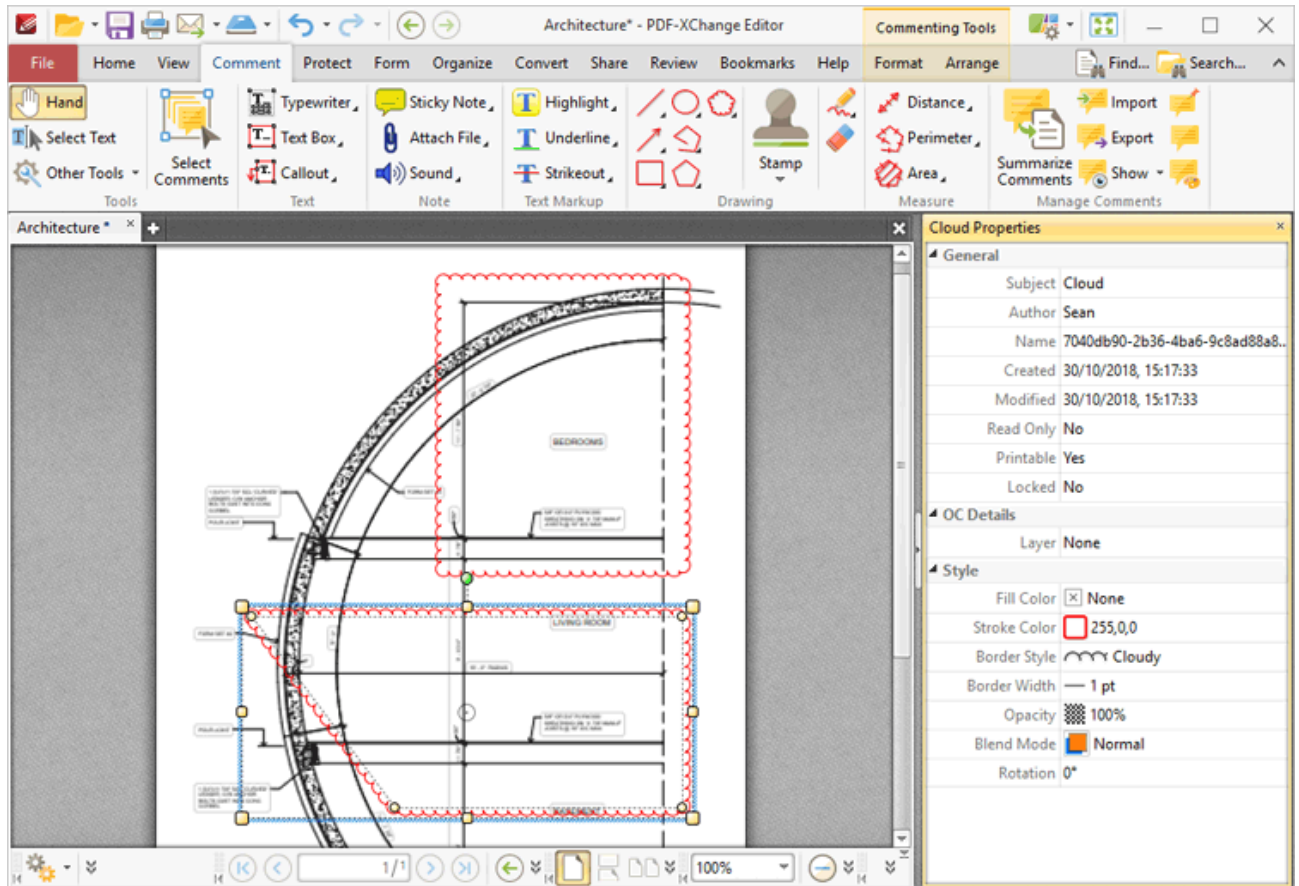 Architecture* - PDF-XChange Editor
Commenting Tools
File Home View Comment Protect Form Organize Convert Share Review Bookmarks Help Format Arrange Find... Search...
Hand
Select Text
Other Tools
Tools
Select
Comments
Typewriter
Text Box
Callout
Text
Sticky Note
Attach File
Sound
Note
Highlight
Underline
Strikeout
Text Markup
Stamp
Drawing
Distance
Perimeter
Area
Measure
Summarize
Comments
Import
Export
Show
Manage Comments
Architecture *
BEDROOMS
LIVING ROOM
1/1
100%
Cloud Properties
General
Subject Cloud
Author Sean
Name 7040db90-2b36-4ba6-9c8ad88a8..
Created 30/10/2018, 15:17:33
Modified 30/10/2018, 15:17:33
Read Only No
Printable Yes
Locked No
OC Details
Layer None
Style
Fill Color None
Stroke Color 255,0,0
Border Style Cloudy
Border Width 1 pt
Opacity 100%
Blend Mode Normal
Rotation 0°